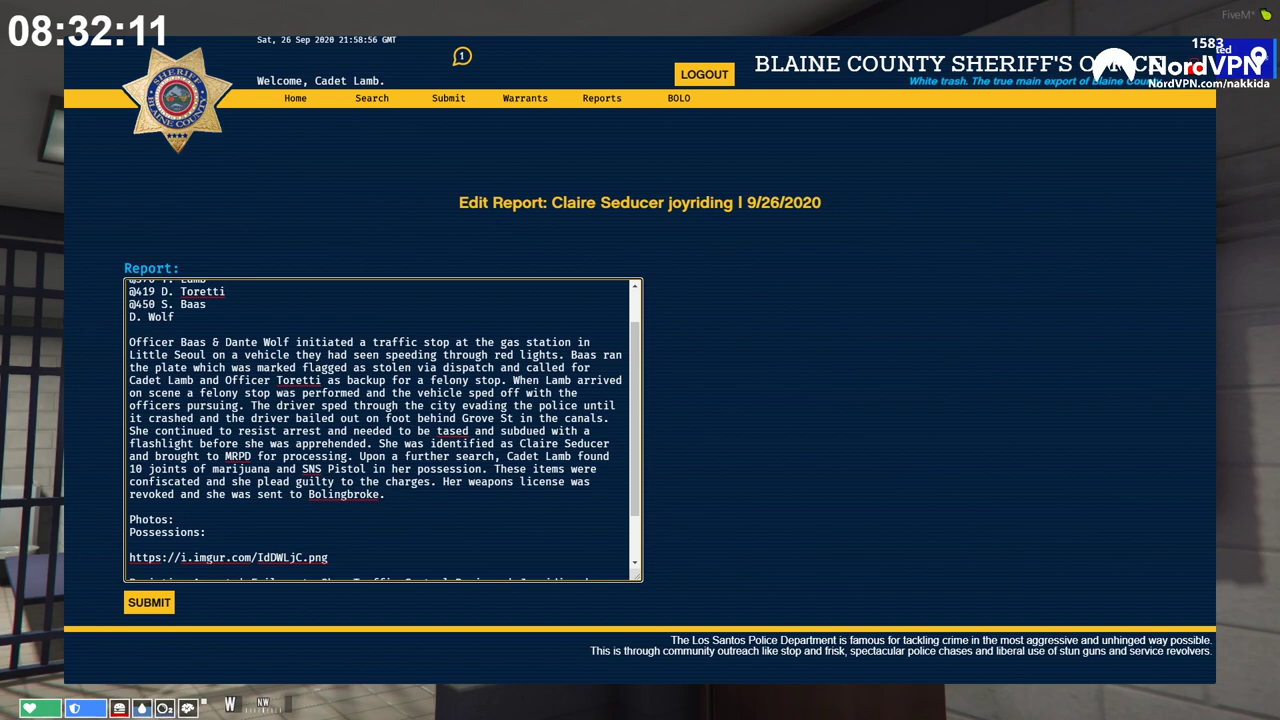 08:32:11
FiveM*
Sat, 26 Sep 2020 21:58:56 GMT
1
1583
ted
Welcome, Cadet Lamb.
LOGOUT
BLAINE COUNTY SHERIFF'S
NordVPN
White trash. The true main export of Blaine
NordVPN.com/nakkida
SHERIFF
BLAINE COUNTY
Home Search Submit Warrants Reports BOLO
Edit Report: Claire Seducer joyriding | 9/26/2020
Report:
@419 D. Toretti
@450 S. Baas
D. Wolf
Officer Baas & Dante Wolf initiated a traffic stop at the gas station in
Little Seoul on a vehicle they had seen speeding through red lights. Baas ran
the plate which was marked flagged as stolen via dispatch and called for
Cadet Lamb and Officer Toretti as backup for a felony stop. When Lamb arrived
on scene a felony stop was performed and the vehicle sped off with the
officers pursuing. The driver sped through the city evading the police until
it crashed and the driver bailed out on foot behind Grove St in the canals.
She continued to resist arrest and needed to be tased and subdued with a
flashlight before she was apprehended. She was identified as Claire Seducer
and brought to MRPD for processing. Upon a further search, Cadet Lamb found
10 joints of marijuana and SNS Pistol in her possession. These items were
confiscated and she plead guilty to the charges. Her weapons license was
revoked and she was sent to Bolingbroke.
Photos:
Possessions:
https://i.imgur.com/IdDWLjC.png
SUBMIT
The Los Santos Police Department is famous for tackling crime in the most aggressive and unhinged way possible.
This is through community outreach like stop and frisk, spectacular police chases and liberal use of stun guns and service revolvers.
O2
W
NW